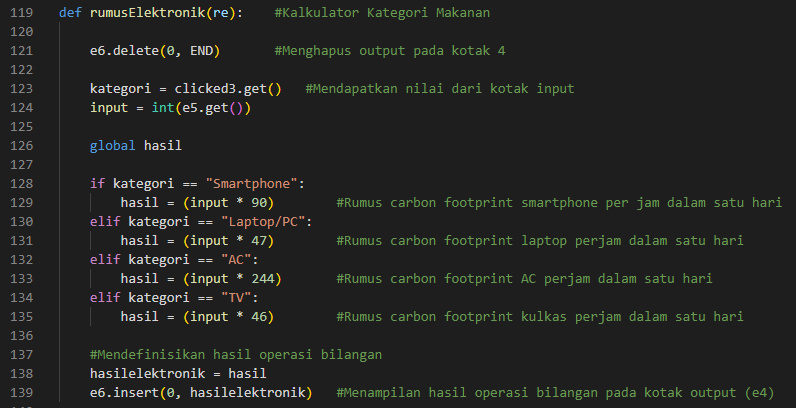 119 def rumusElektronik(re):    #Kalkulator Kategori Makanan
120
121     e6.delete(0, END)       #Menghapus output pada kotak 4
122
123     kategori = clicked3.get()   #Mendapatkan nilai dari kotak input
124     input = int(e5.get())
125
126     global hasil
127
128     if kategori == "Smartphone":
129         hasil = (input * 90)        #Rumus carbon footprint smartphone per jam dalam satu hari
130     elif kategori == "Laptop/PC":
131         hasil = (input * 47)        #Rumus carbon footprint laptop perjam dalam satu hari
132     elif kategori == "AC":
133         hasil = (input * 244)       #Rumus carbon footprint AC perjam dalam satu hari
134     elif kategori == "TV":
135         hasil = (input * 46)        #Rumus carbon footprint kulkas perjam dalam satu hari
136
137     #Mendefinisikan hasil operasi bilangan
138     hasilelektronik = hasil
139     e6.insert(0, hasilelektronik)   #Menampilan hasil operasi bilangan pada kotak output (e4)